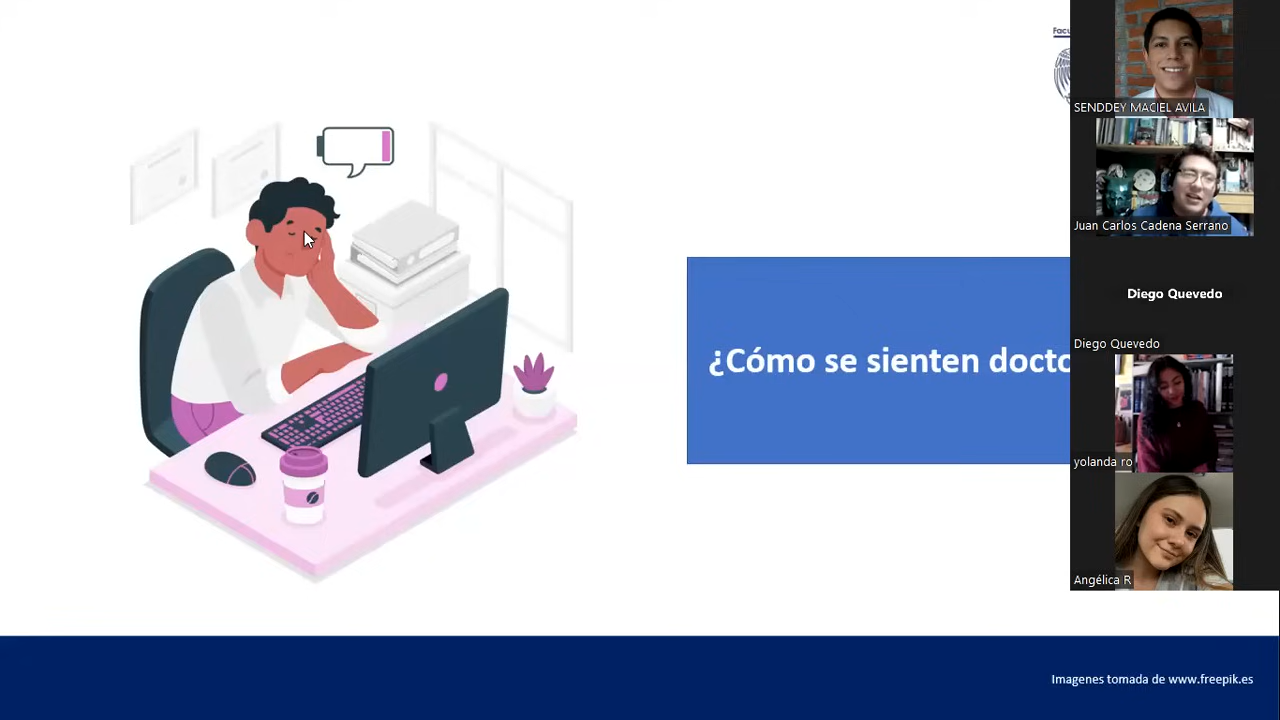 Facu
SENDDEY MACIEL AVILA
Juan Carlos Cadena Serrano
Diego Quevedo
Diego Quevedo
¿Cómo se sienten docto
yolanda ro
Angélica R
Imagenes tomada de www.freepik.es